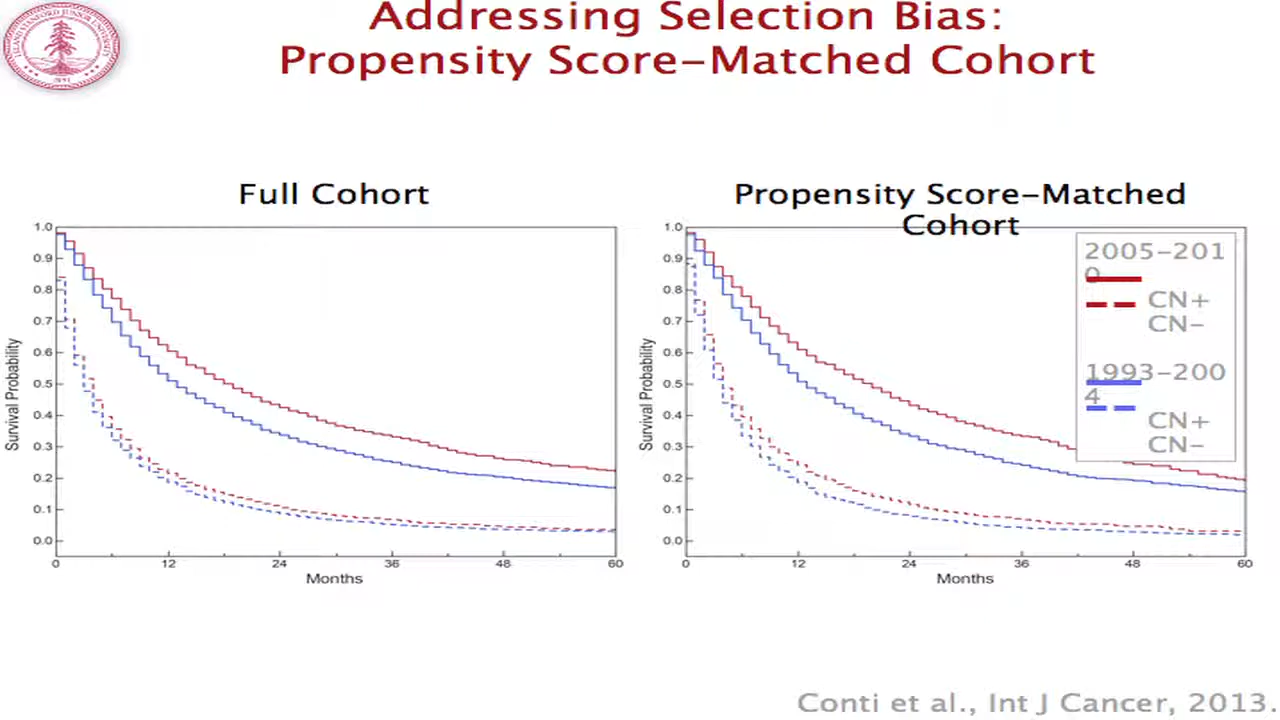 Addressing Selection Bias:
Propensity Score-Matched Cohort
Full Cohort
1.0
0.9
0.8
0.7
0.6
0.5
0.4
0.3
0.2
0.1
0.0
Survival Probability
0 12 24 36 48 60
Months
Propensity Score-Matched
Cohort
1.0
0.9
0.8
0.7
0.6
0.5
0.4
0.3
0.2
0.1
0.0
Survival Probability
0 12 24 36 48 60
Months
2005-201
0
CN+
CN-
1993-200
4
CN+
CN-
Conti et al., Int J Cancer, 2013.